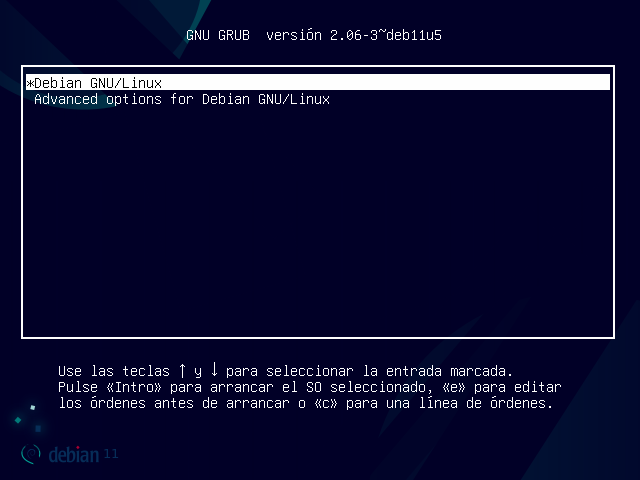 GNU GRUB  versión 2.06-3~deb11u5
*Debian GNU/Linux
Advanced options for Debian GNU/Linux
Use las teclas ↑ y ↓ para seleccionar la entrada marcada.
Pulse «Intro» para arrancar el SO seleccionado, «e» para editar
los órdenes antes de arrancar o «c» para una línea de órdenes.
debian 11